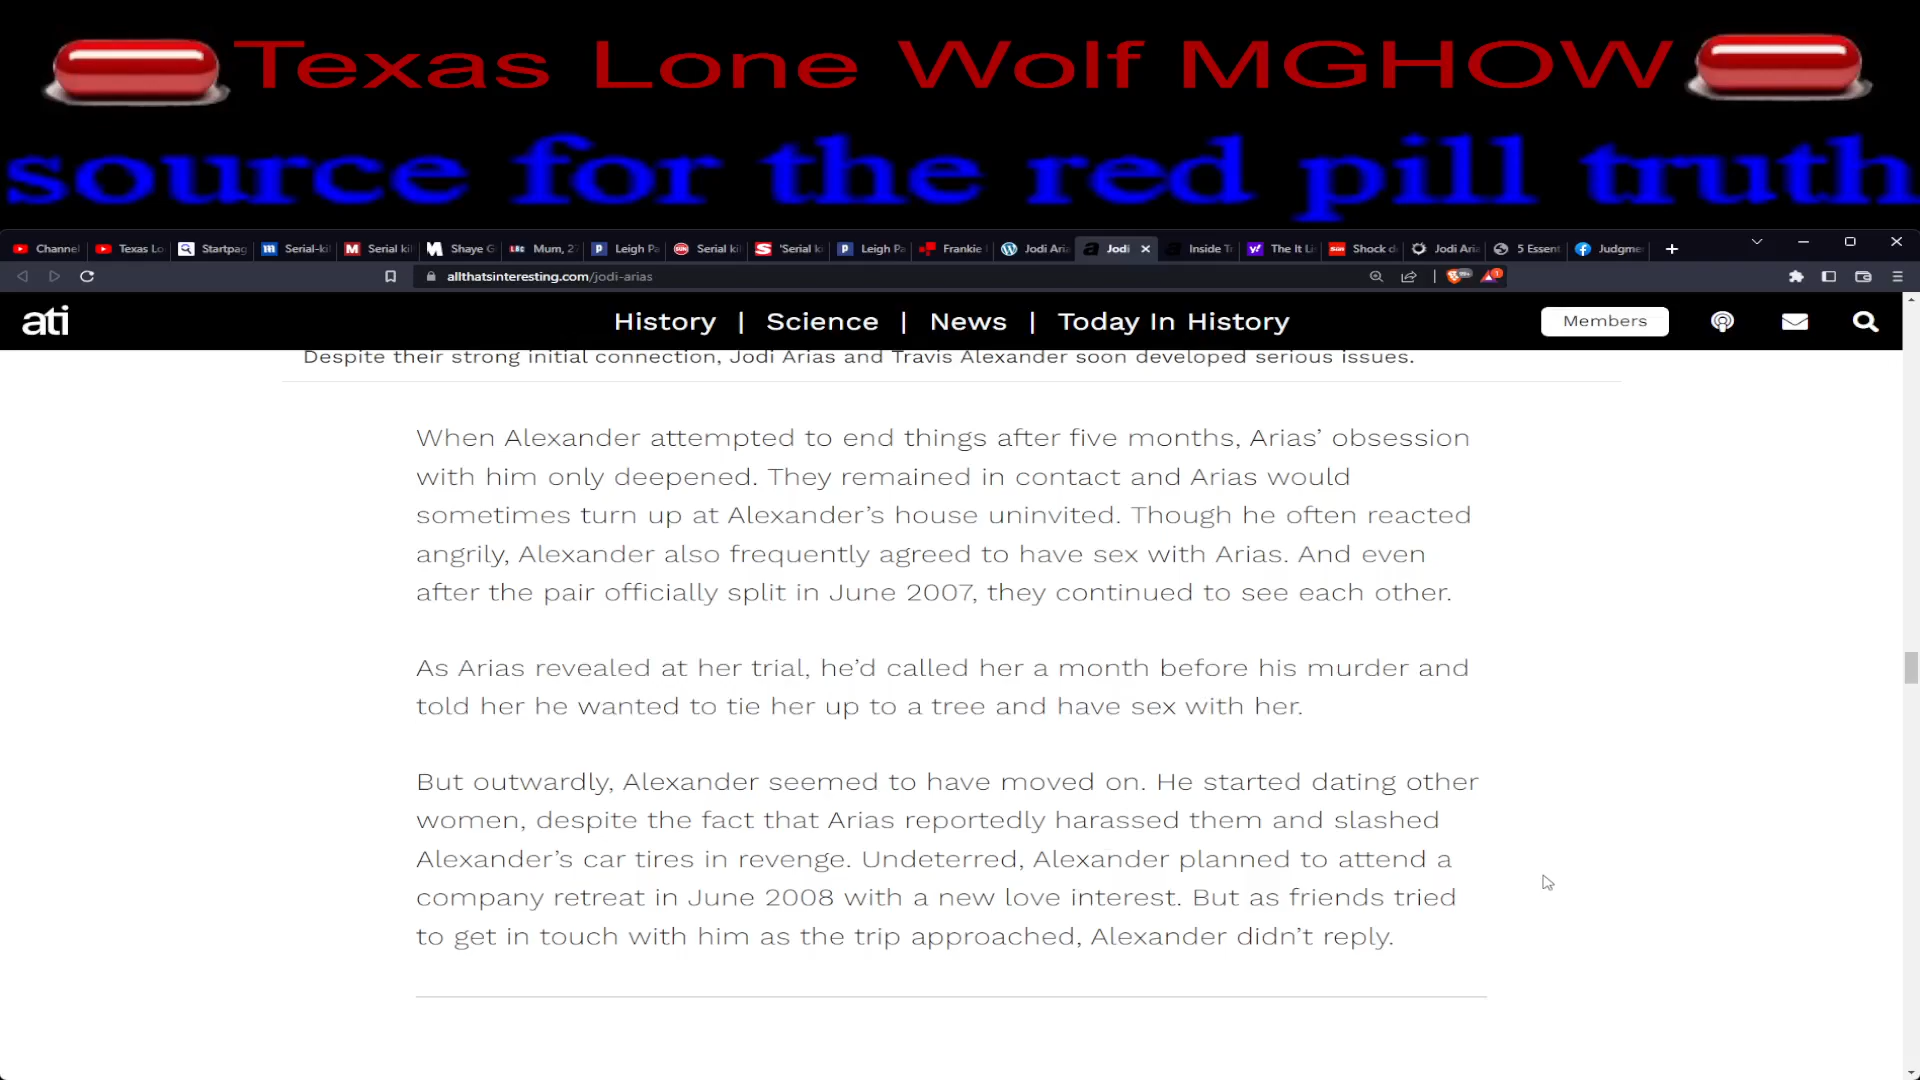 Texas Lone Wolf MGHOW
source for the red pill truth
Channel
Texas Lo
Startpag
Serial-kil
Serial ki
Shaye G
Mum, 2
Leigh Pa
Serial ki
'Serial k
Leigh Pa
Frankie
Jodi Aria
Jodi
Inside Tr
The It Li
Shock d
Jodi Aria
5 Essent
Judgme
allthatsinteresting.com/jodi-arias
ati
History | Science | News | Today In History
Members
Despite their strong initial connection, Jodi Arias and Travis Alexander soon developed serious issues.
When Alexander attempted to end things after five months, Arias’ obsession
with him only deepened. They remained in contact and Arias would
sometimes turn up at Alexander’s house uninvited. Though he often reacted
angrily, Alexander also frequently agreed to have sex with Arias. And even
after the pair officially split in June 2007, they continued to see each other.
As Arias revealed at her trial, he’d called her a month before his murder and
told her he wanted to tie her up to a tree and have sex with her.
But outwardly, Alexander seemed to have moved on. He started dating other
women, despite the fact that Arias reportedly harassed them and slashed
Alexander’s car tires in revenge. Undeterred, Alexander planned to attend a
company retreat in June 2008 with a new love interest. But as friends tried
to get in touch with him as the trip approached, Alexander didn’t reply.